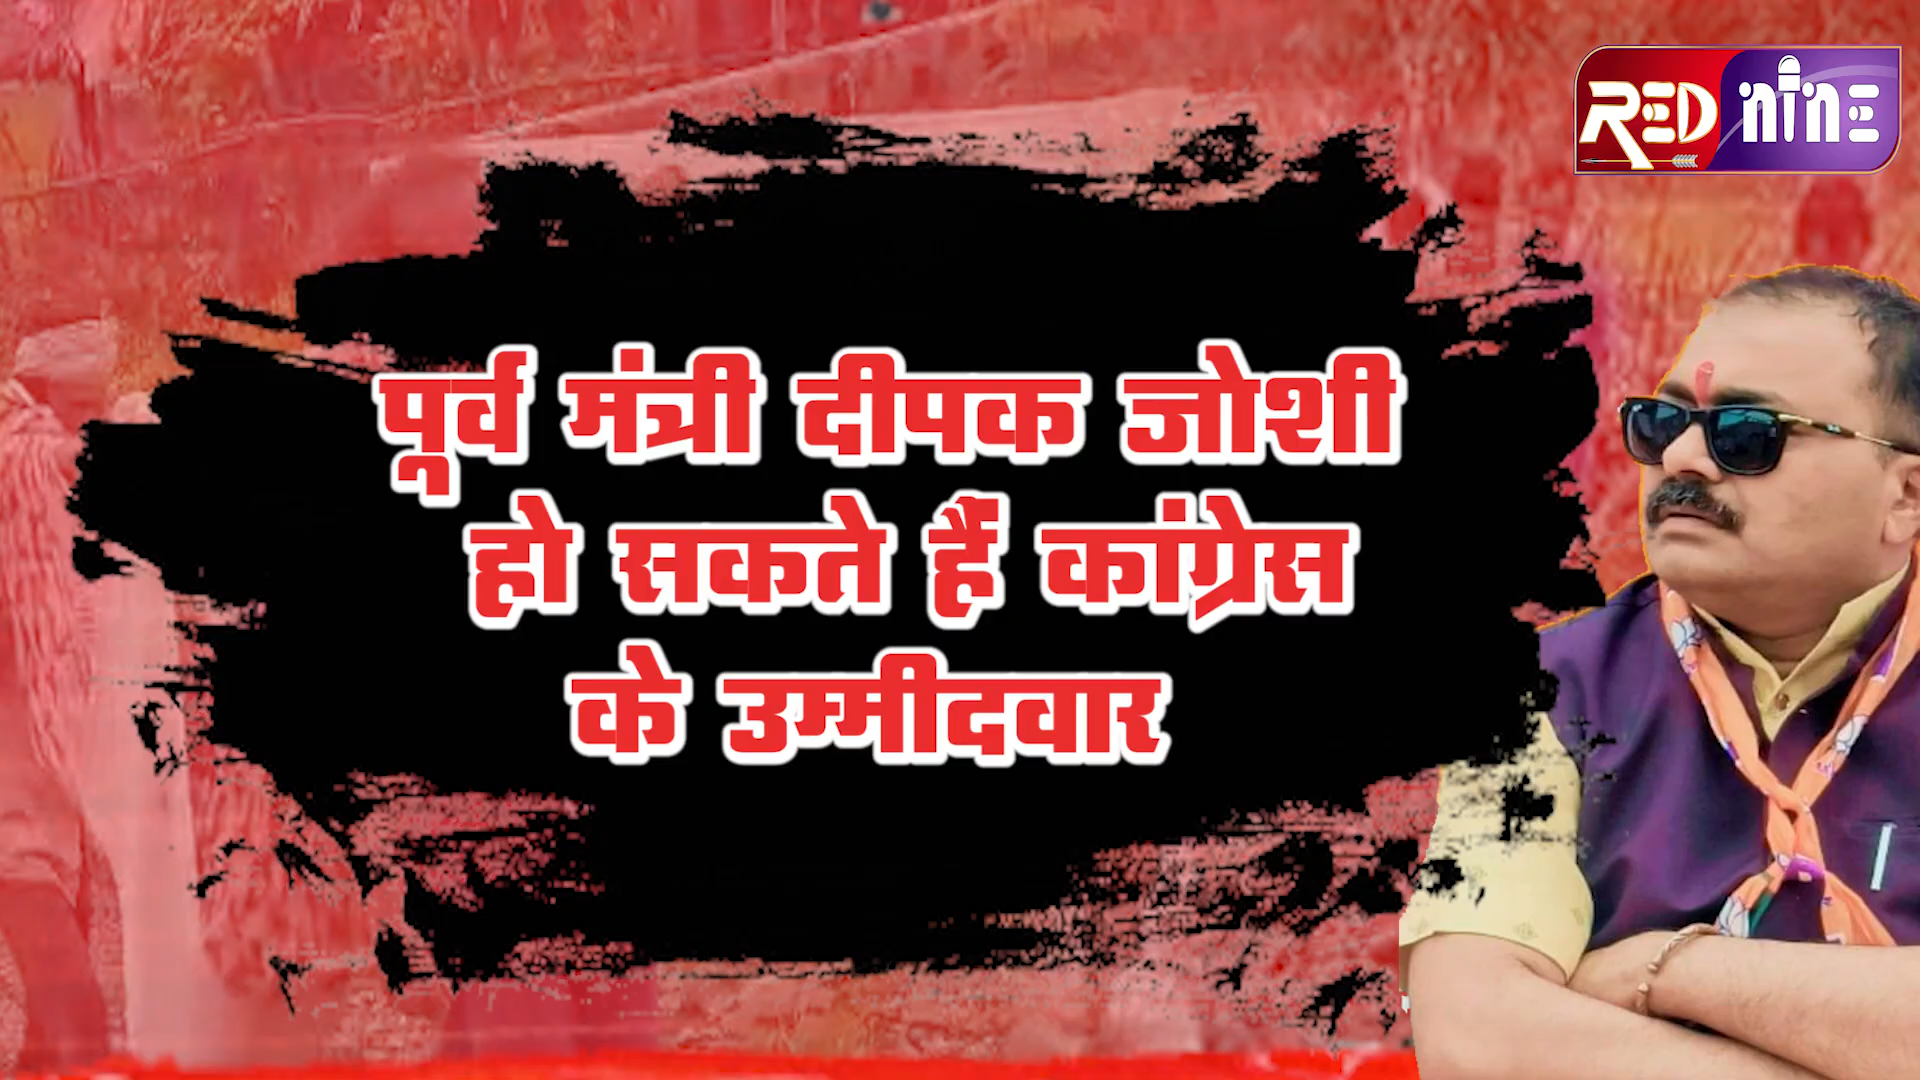 RED NINE
पूर्व मंत्री दीपक जोशी
हो सकते हैं कांग्रेस
के उम्मीदवार